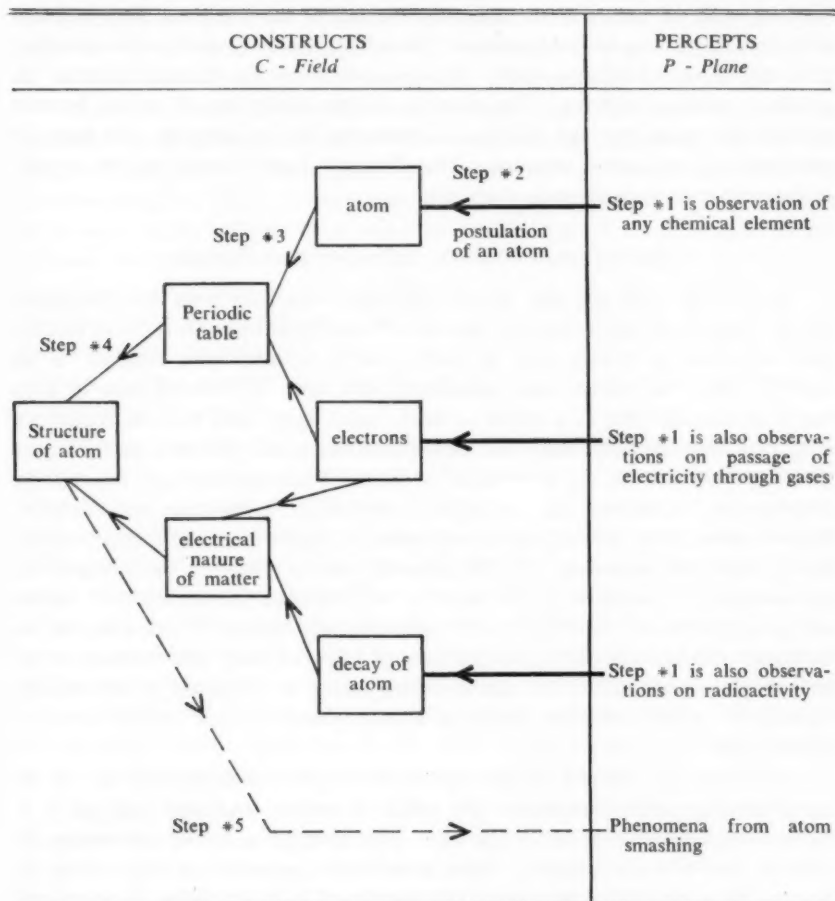 CONSTRUCTS
C - Field
PERCEPTS
P - Plane
Step *2
atom
Step *1 is observation of
any chemical element
postulation
of an atom
Step *3
Periodic
table
Step *4
Structure
of atom
electrons
Step *1 is also observa-
tions on passage of
electricity through gases
electrical
nature
of matter
decay of
atom
Step *1 is also observa-
tions on radioactivity
Step *5
Phenomena from atom
smashing